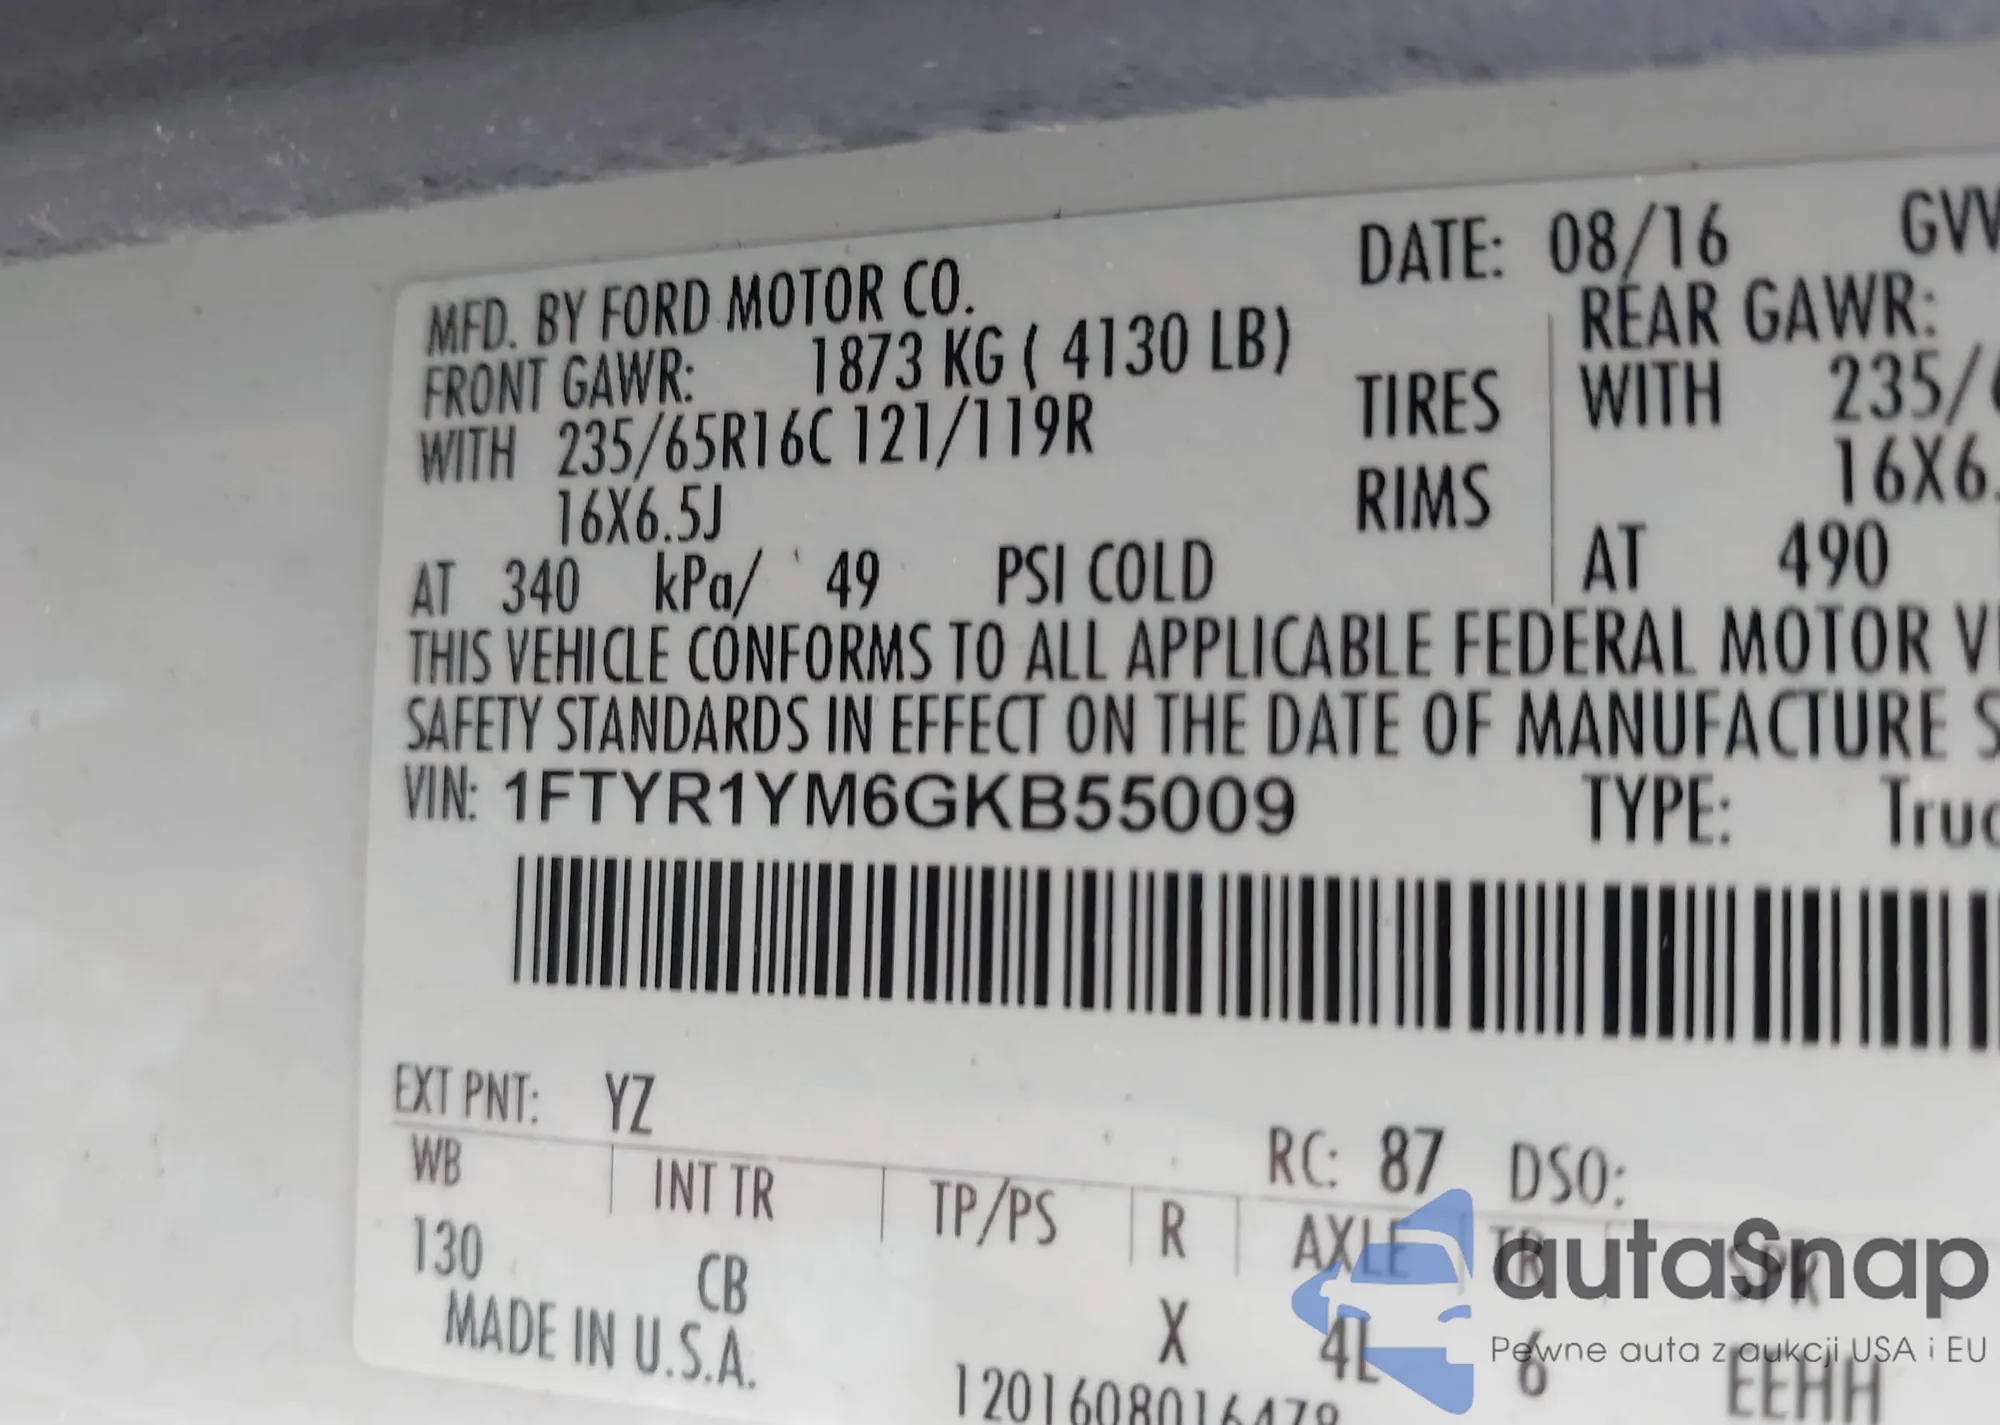 MFD. BY FORD MOTOR CO.
DATE: 08/16
FRONT GAWR: 1873 KG ( 4130 LB)
REAR GAWR:
WITH 235/65R16C 121/119R
TIRES
WITH 235/
16X6.5J
RIMS
16X6.
AT 340 kPa/ 49 PSI COLD
AT 490
THIS VEHICLE CONFORMS TO ALL APPLICABLE FEDERAL MOTOR
SAFETY STANDARDS IN EFFECT ON THE DATE OF MANUFACTURE
VIN: 1FTYR1YM6GKB55009
TYPE:
EXT PNT: YZ
RC: 87 DSO:
WB INT TR TP/PS R AXLE TR SPR
130 CB X 4L 6 EEHH
MADE IN U.S.A.
autaSnap
Pewne auta z aukcji USA i EU